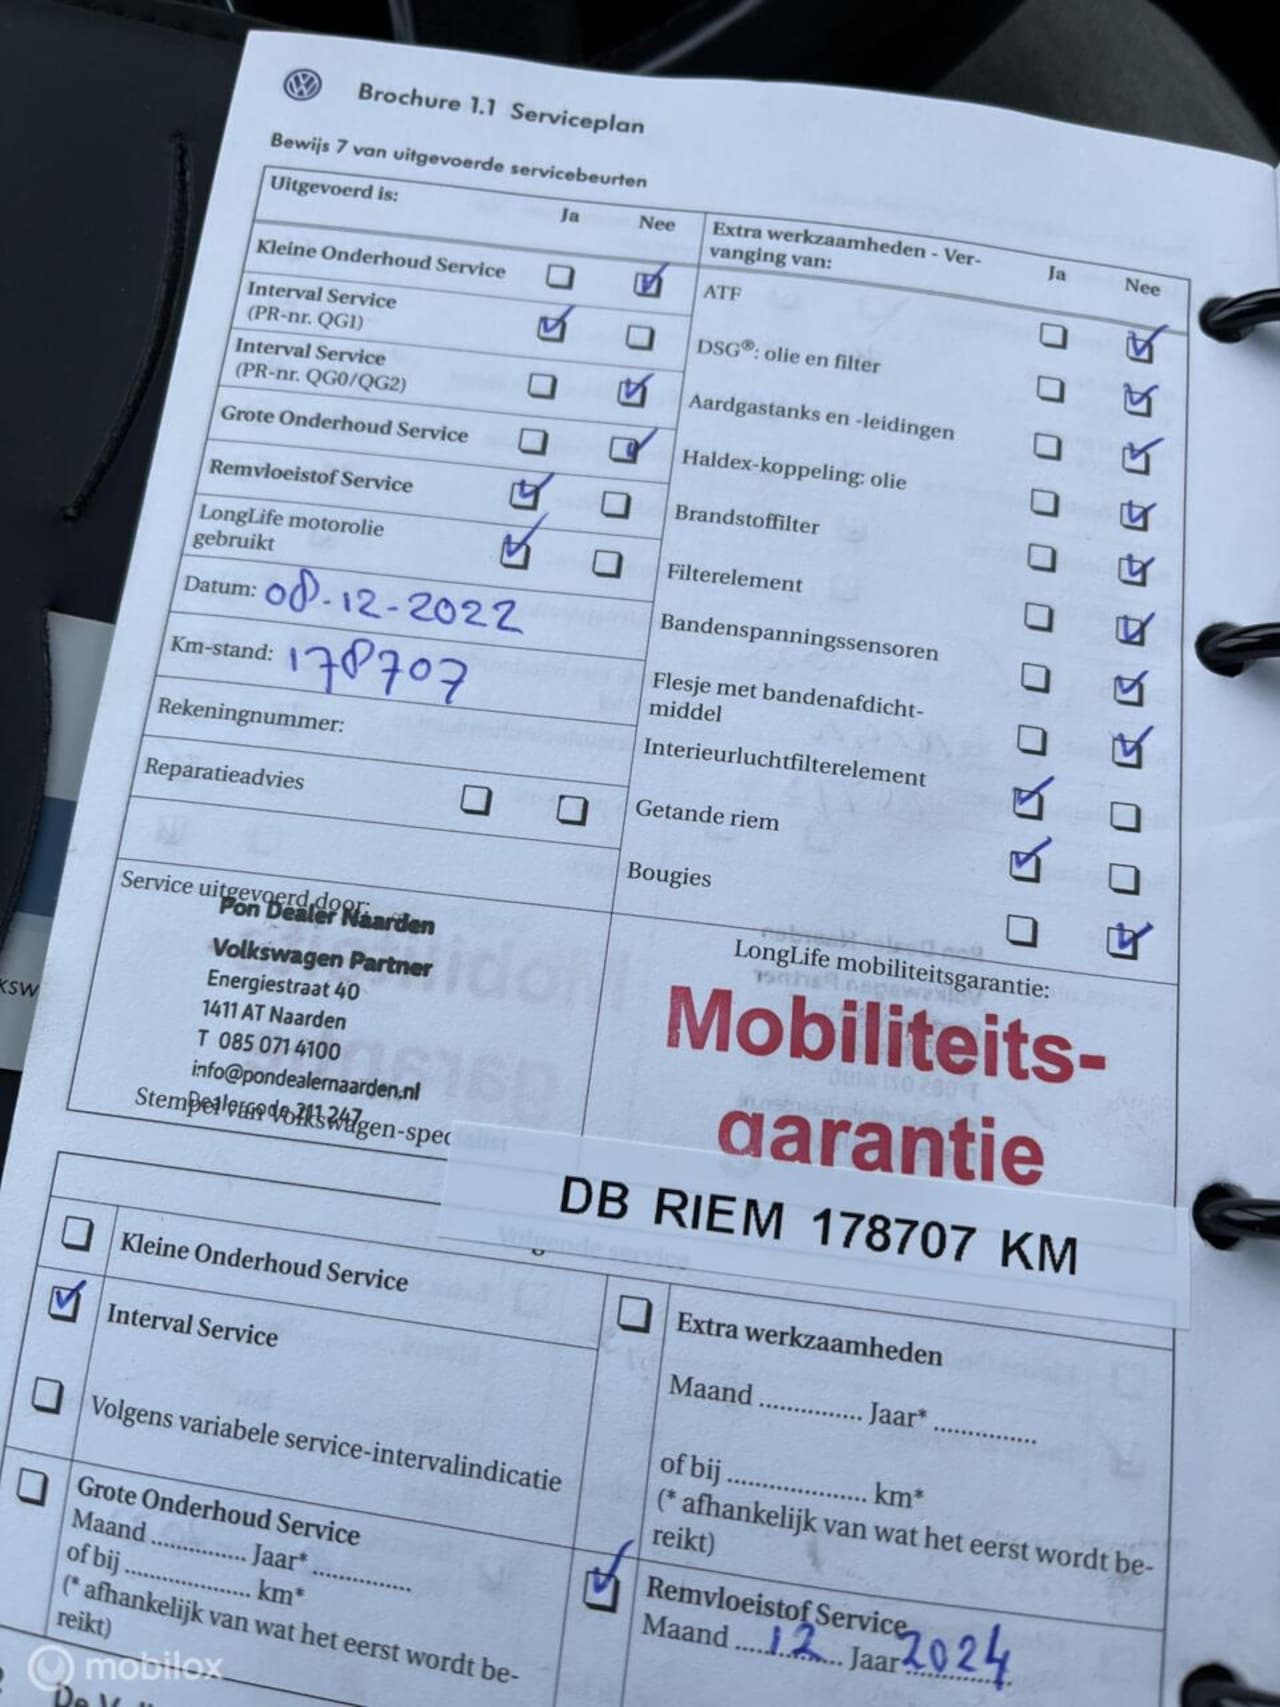 Brochure 1.1 Serviceplan
Bewijs 7 van uitgevoerde servicebeurten
Uitgevoerd is:
Ja
Nee
Kleine Onderhoud Service
Interval Service
(PR-nr. QG1)
Interval Service
(PR-nr. QG0/QG2)
Grote Onderhoud Service
Remvloeistof Service
LongLife motorolie
gebruikt
Datum: 08-12-2022
Km-stand: 178707
Rekeningnummer:
Reparatieadvies
Extra werkzaamheden - Ver-
vanging van:
Ja
Nee
ATF
DSG®: olie en filter
Aardgastanks en -leidingen
Haldex-koppeling: olie
Brandstoffilter
Filterelement
Bandenspanningssensoren
Flesje met bandenafdicht-
middel
Interieurluchtfilterelement
Getande riem
Bougies
Service uitgevoerd door:
Pon Dealer Naarden
Volkswagen Partner
Energiestraat 40
1411 AT Naarden
T 085 071 4100
info@pondealernaarden.nl
Dealercode 211 247
Stempel van Volkswagen-spec
LongLife mobiliteitsgarantie:
Mobiliteits-
garantie
DB RIEM 178707 KM
Kleine Onderhoud Service
Interval Service
Volgens variabele service-intervalindicatie
Grote Onderhoud Service
Maand ............... Jaar* ...............
of bij .................... km*
(* afhankelijk van wat het eerst wordt be-
reikt)
Extra werkzaamheden
Maand ............... Jaar* ...............
of bij .................... km*
(* afhankelijk van wat het eerst wordt be-
reikt)
Remvloeistof Service
Maand 12 Jaar 2024
mobilox